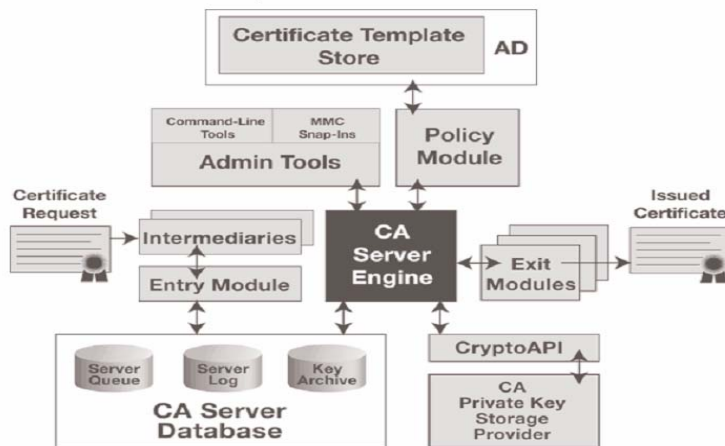 Certificate Template
Store
AD
Command-Line
Tools
MMC
Snap-Ins
Admin Tools
Policy
Module
Certificate
Request
Intermediaries
Entry Module
CA
Server
Engine
Exit
Modules
Issued
Certificate
Server
Queue
Server
Log
Key
Archive
CA Server
Database
CryptoAPI
CA
Private Key
Storage
Provider